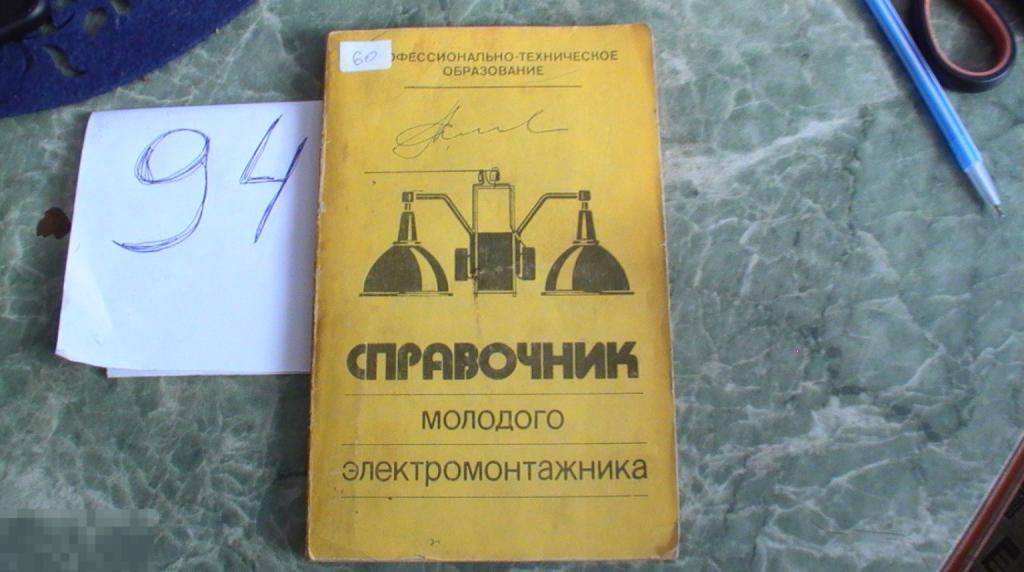 94
60
ОФЕССИОНАЛЬНО-ТЕХНИЧЕСКОЕ
ОБРАЗОВАНИЕ
СПРАВОЧНИК
МОЛОДОГО
электромонтажника